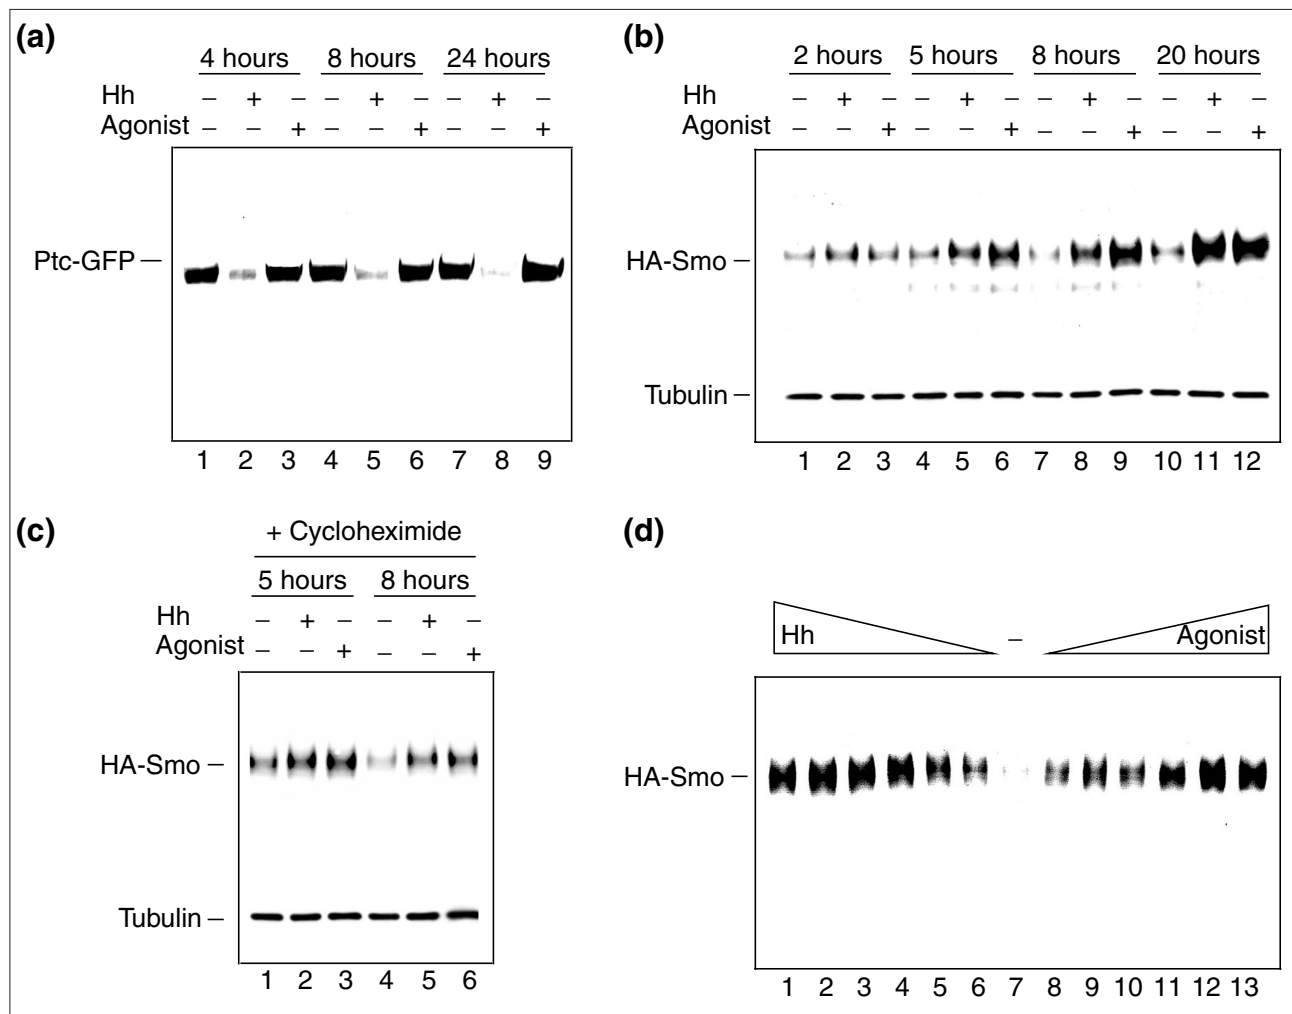 (a)
4 hours 8 hours 24 hours
Hh – + – – + – – + –
Agonist – – + – – + – – +
Ptc-GFP –
1 2 3 4 5 6 7 8 9
(b)
2 hours 5 hours 8 hours 20 hours
Hh – + – – + – – + – – + –
Agonist – – + – – + – – + – – +
HA-Smo –
Tubulin –
1 2 3 4 5 6 7 8 9 10 11 12
(c)
+ Cycloheximide
5 hours 8 hours
Hh – + – – + –
Agonist – – + – – +
HA-Smo –
Tubulin –
1 2 3 4 5 6
(d)
Hh – Agonist
HA-Smo –
1 2 3 4 5 6 7 8 9 10 11 12 13